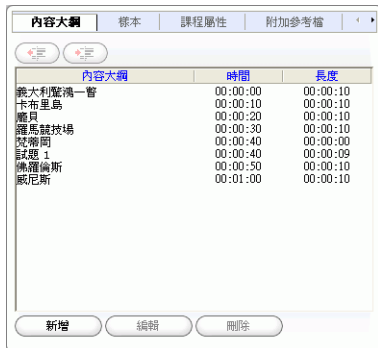 內容大綱 樣本 課程屬性 附加參考檔
內容大綱 時間 長度
義大利驚鴻一瞥 00:00:00 00:00:10
卡布里島 00:00:10 00:00:10
龐貝 00:00:20 00:00:10
羅馬競技場 00:00:30 00:00:10
梵蒂岡 00:00:40 00:00:00
試題 1 00:00:40 00:00:09
佛羅倫斯 00:00:50 00:00:10
威尼斯 00:01:00 00:00:10
新增 編輯 刪除